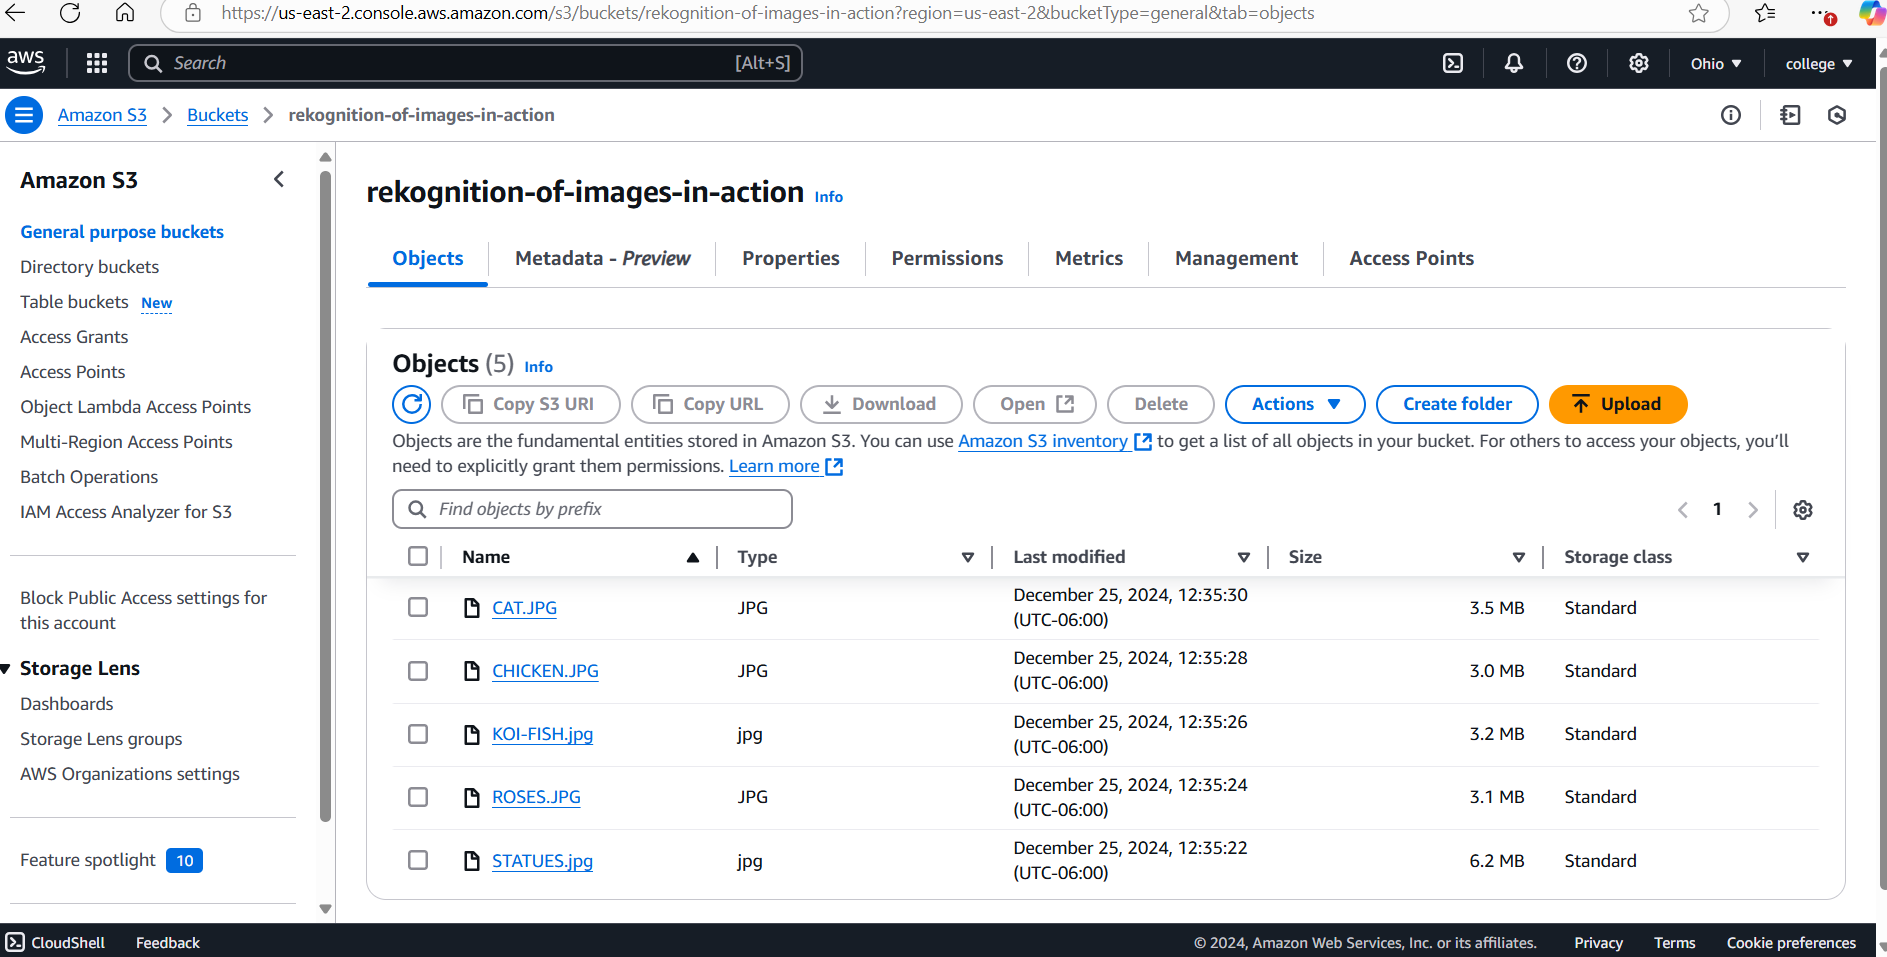 https://us-east-2.console.aws.amazon.com/s3/buckets/rekognition-of-images-in-action?region=us-east-2&bucketType=general&tab=objects
aws
Search [Alt+S]
Ohio
college
Amazon S3 Buckets rekognition-of-images-in-action
Amazon S3
General purpose buckets
Directory buckets
Table buckets New
Access Grants
Access Points
Object Lambda Access Points
Multi-Region Access Points
Batch Operations
IAM Access Analyzer for S3
Block Public Access settings for
this account
Storage Lens
Dashboards
Storage Lens groups
AWS Organizations settings
Feature spotlight 10
rekognition-of-images-in-action Info
Objects Metadata - Preview Properties Permissions Metrics Management Access Points
Objects (5) Info
Copy S3 URI Copy URL Download Open Delete Actions Create folder Upload
Objects are the fundamental entities stored in Amazon S3. You can use Amazon S3 inventory to get a list of all objects in your bucket. For others to access your objects, you’ll
need to explicitly grant them permissions. Learn more
Find objects by prefix
1
Name Type Last modified Size Storage class
CAT.JPG JPG December 25, 2024, 12:35:30 (UTC-06:00) 3.5 MB Standard
CHICKEN.JPG JPG December 25, 2024, 12:35:28 (UTC-06:00) 3.0 MB Standard
KOI-FISH.jpg jpg December 25, 2024, 12:35:26 (UTC-06:00) 3.2 MB Standard
ROSES.JPG JPG December 25, 2024, 12:35:24 (UTC-06:00) 3.1 MB Standard
STATUES.jpg jpg December 25, 2024, 12:35:22 (UTC-06:00) 6.2 MB Standard
CloudShell Feedback © 2024, Amazon Web Services, Inc. or its affiliates. Privacy Terms Cookie preferences